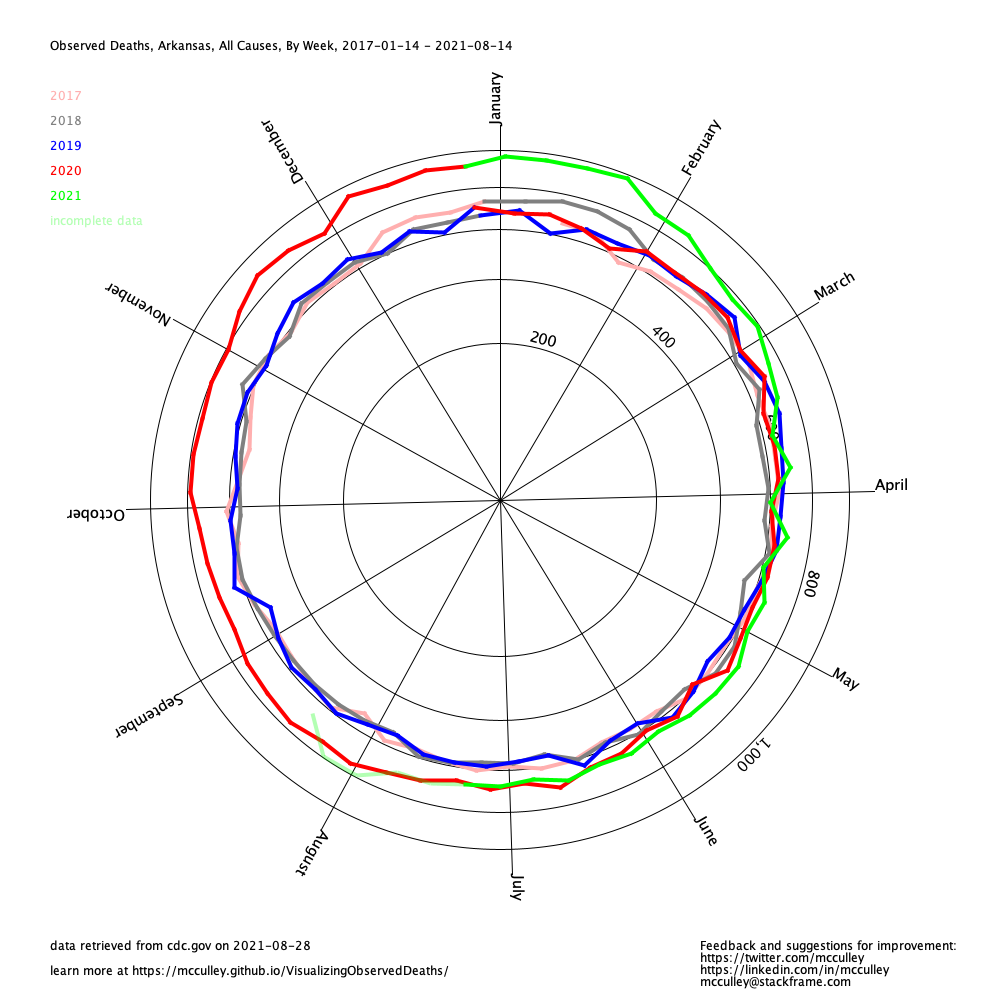 Observed Deaths, Arkansas, All Causes, By Week, 2017-01-14 - 2021-08-14
2017
2018
2019
2020
2021
incomplete data
January
February
March
April
May
June
July
August
September
October
November
December
200
400
800
1,000
data retrieved from cdc.gov on 2021-08-28
learn more at https://mcculley.github.io/VisualizingObservedDeaths/
Feedback and suggestions for improvement:
https://twitter.com/mcculley
https://linkedin.com/in/mcculley
mcculley@stackframe.com